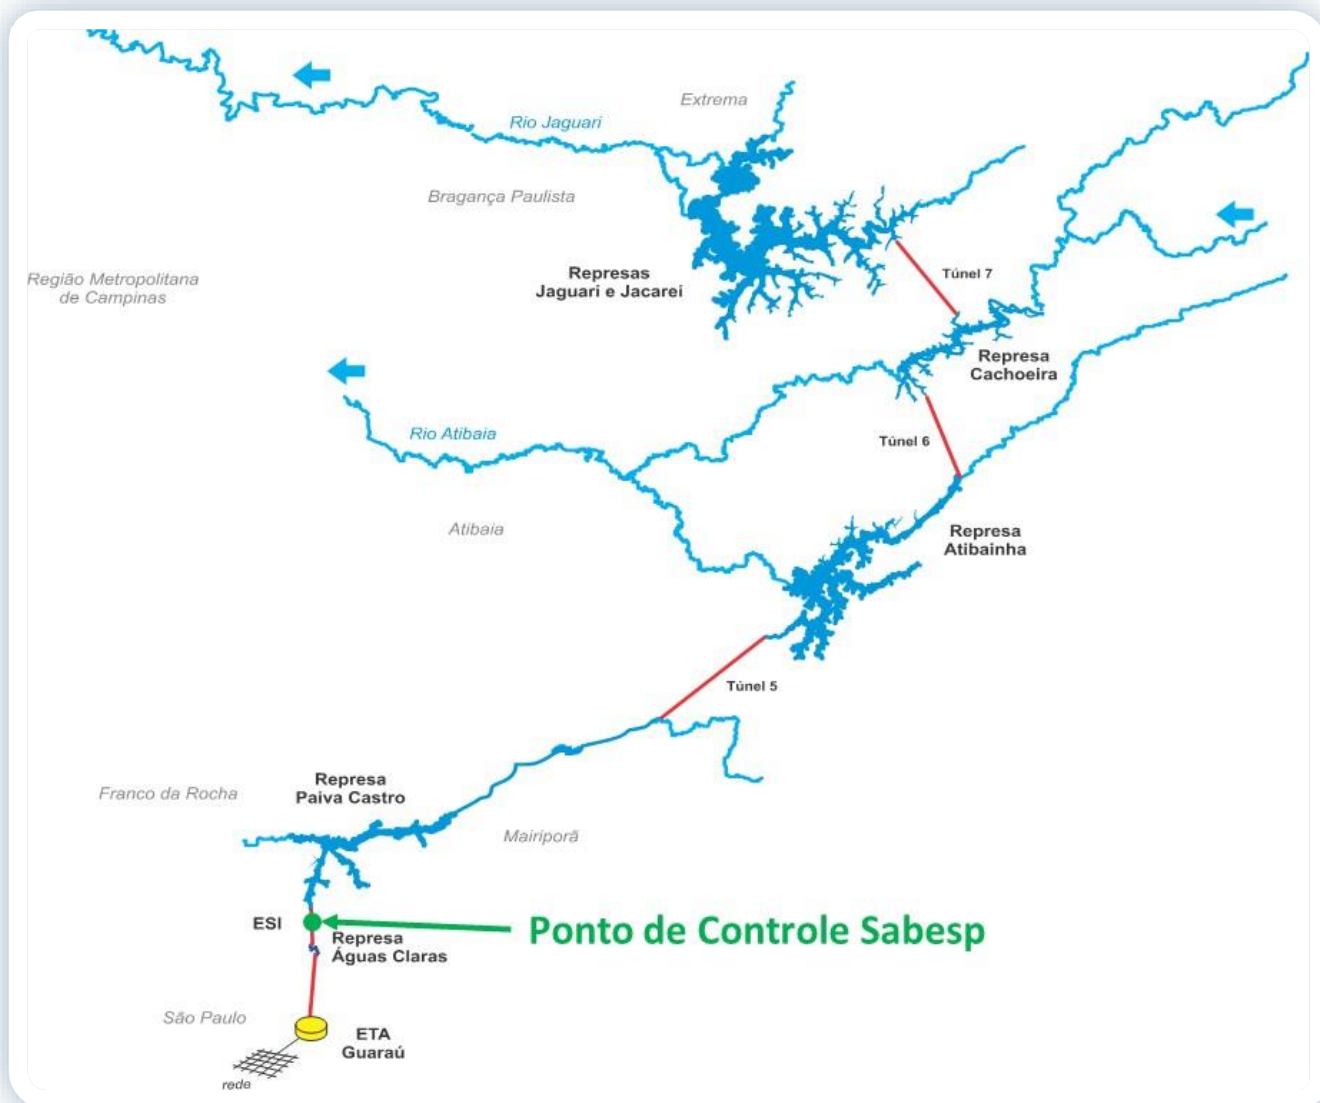 Extrema
Rio Jaguari
Bragança Paulista
Região Metropolitana
de Campinas
Represas
Jaguari e Jacarei
Túnel 7
Represa
Cachoeira
Rio Atibaia
Túnel 6
Atibaia
Represa
Atibainha
Túnel 5
Represa
Paiva Castro
Franco da Rocha
Mairiporã
ESI
Ponto de Controle Sabesp
Represa
Águas Claras
São Paulo
ETA
Guaraú
rede